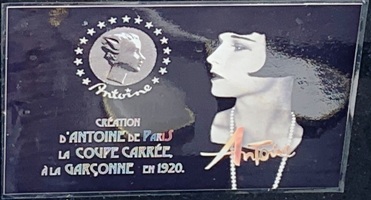 Antoine
CRÉATION
D'ANTOINE DE PARIS
LA COUPE CARRÉE,
À LA GARÇONNE EN 1920.
Antoine